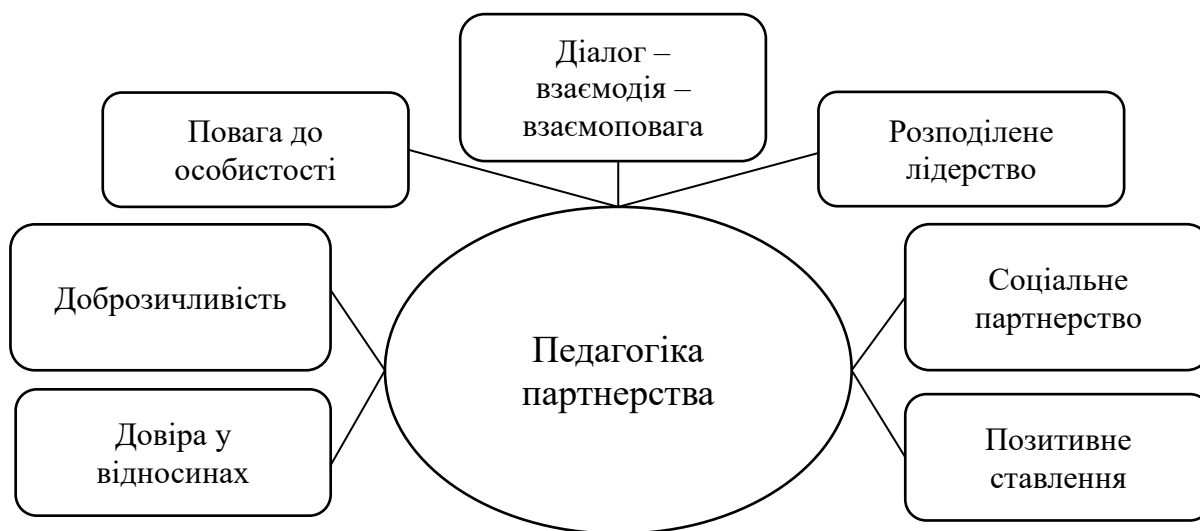 Діалог –
взаємодія –
взаємоповага
Повага до
особистості
Розподілене
лідерство
Доброзичливість
Соціальне
партнерство
Педагогіка
партнерства
Довіра у
відносинах
Позитивне
ставлення